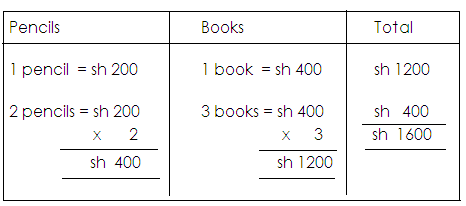 Pencils Books Total
1 pencil = sh 200 1 book = sh 400 sh 1200
2 pencils = sh 200 3 books = sh 400 sh 400
x 2 x 3 sh 1600
sh 400 sh 1200